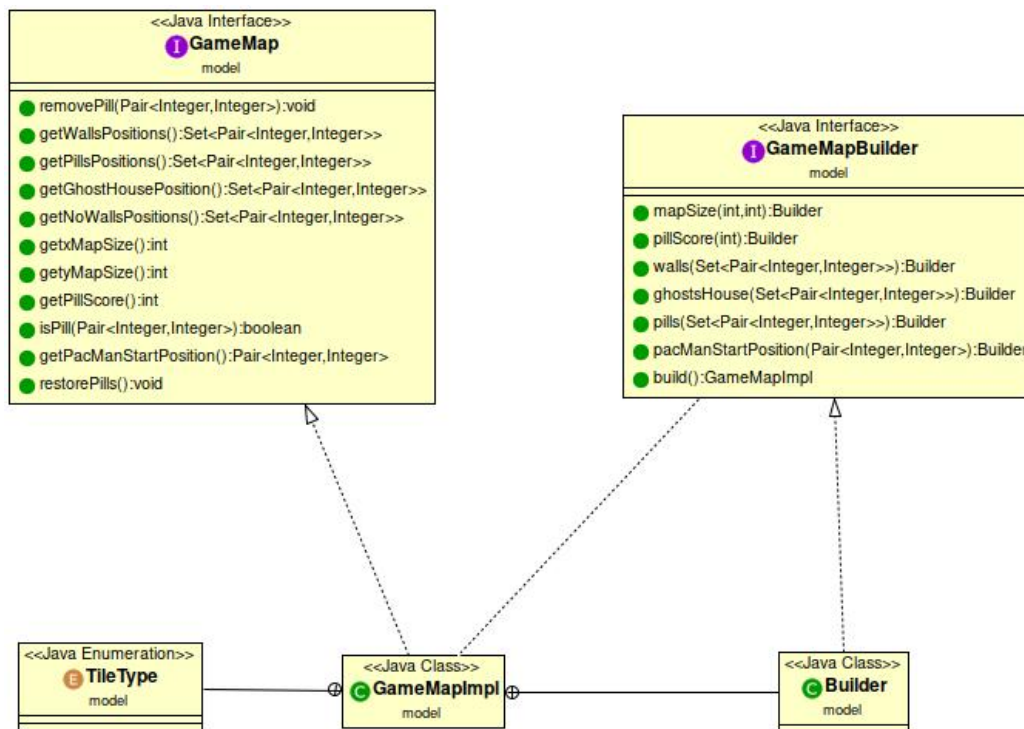 <<Java Interface>>
I GameMap
model
removePill(Pair<Integer,Integer>):void
getWallsPositions():Set<Pair<Integer,Integer>>
getPillsPositions():Set<Pair<Integer,Integer>>
getGhostHousePosition():Set<Pair<Integer,Integer>>
getNoWallsPositions():Set<Pair<Integer,Integer>>
getxMapSize():int
getyMapSize():int
getPillScore():int
isPill(Pair<Integer,Integer>):boolean
getPacManStartPosition():Pair<Integer,Integer>
restorePills():void
<<Java Interface>>
I GameMapBuilder
model
mapSize(int,int):Builder
pillScore(int):Builder
walls(Set<Pair<Integer,Integer>>):Builder
ghostsHouse(Set<Pair<Integer,Integer>>):Builder
pills(Set<Pair<Integer,Integer>>):Builder
pacManStartPosition(Pair<Integer,Integer>):Builder
build():GameMapImpl
<<Java Enumeration>>
E TileType
model
<<Java Class>>
C GameMapImpl
model
<<Java Class>>
C Builder
model